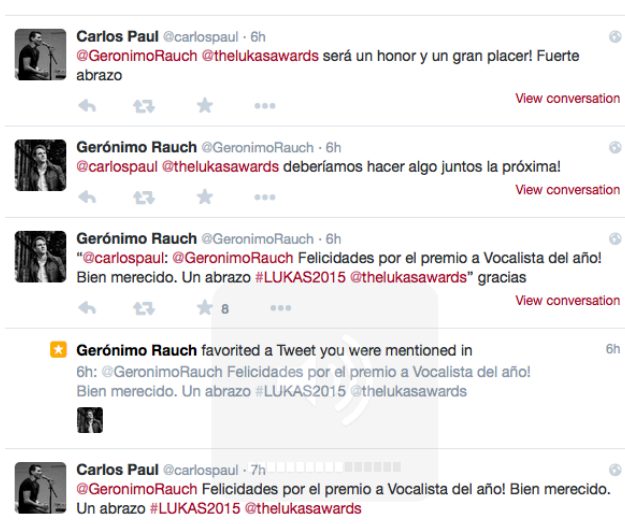 Carlos Paul @carlospaul · 6h
@GeronimoRauch @thelukasawards será un honor y un gran placer! Fuerte
abrazo
View conversation
Gerónimo Rauch @GeronimoRauch · 6h
@carlospaul @thelukasawards deberíamos hacer algo juntos la próxima!
View conversation
Gerónimo Rauch @GeronimoRauch · 6h
"@carlospaul: @GeronimoRauch Felicidades por el premio a Vocalista del año!
Bien merecido. Un abrazo #LUKAS2015 @thelukasawards" gracias
8
View conversation
Gerónimo Rauch favorited a Tweet you were mentioned in
6h
6h: @GeronimoRauch Felicidades por el premio a Vocalista del año!
Bien merecido. Un abrazo #LUKAS2015 @thelukasawards
Carlos Paul @carlospaul · 7h
@GeronimoRauch Felicidades por el premio a Vocalista del año! Bien merecido.
Un abrazo #LUKAS2015 @thelukasawards